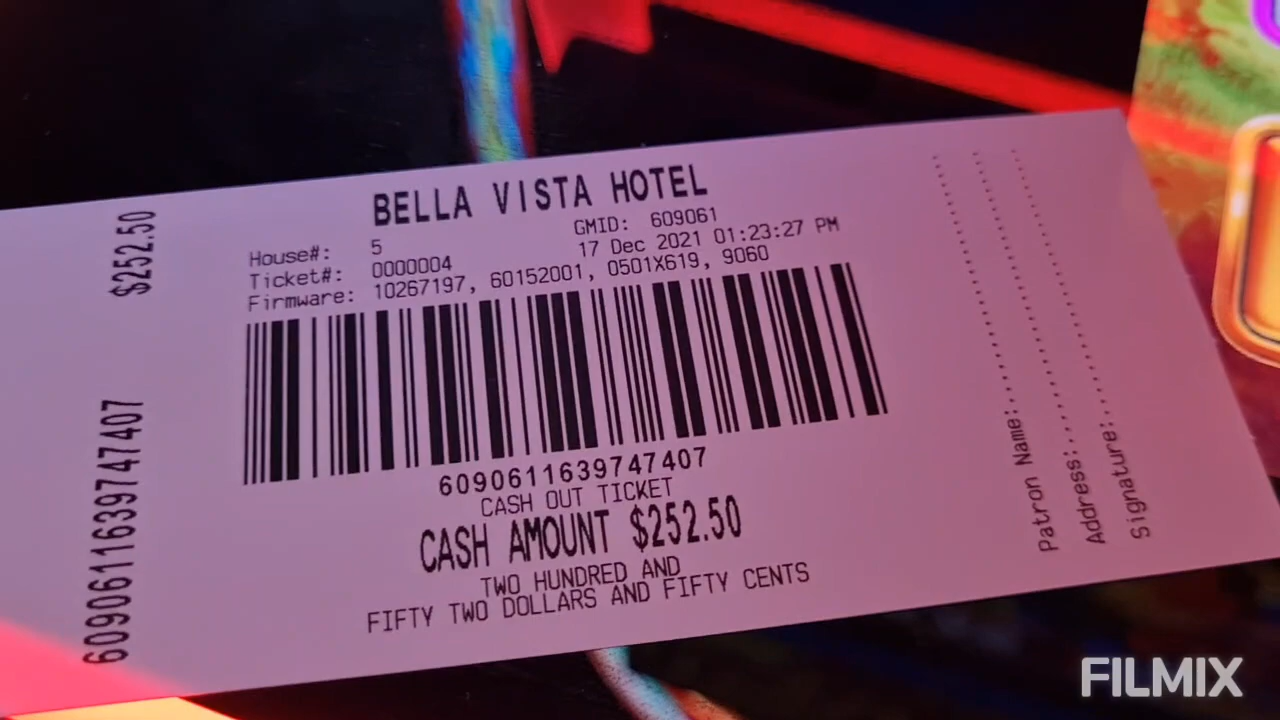 BELLA VISTA HOTEL
House#: 5 GMID: 609061
Ticket#: 0000004 17 Dec 2021 01:23:27 PM
Firmware: 10267197, 60152001, 0501X619, 9060
6090611639747407
CASH OUT TICKET
CASH AMOUNT $252.50
TWO HUNDRED AND
FIFTY TWO DOLLARS AND FIFTY CENTS
$252.50
6090611639747407
Patron Name:
Address:
Signature:
FILMIX